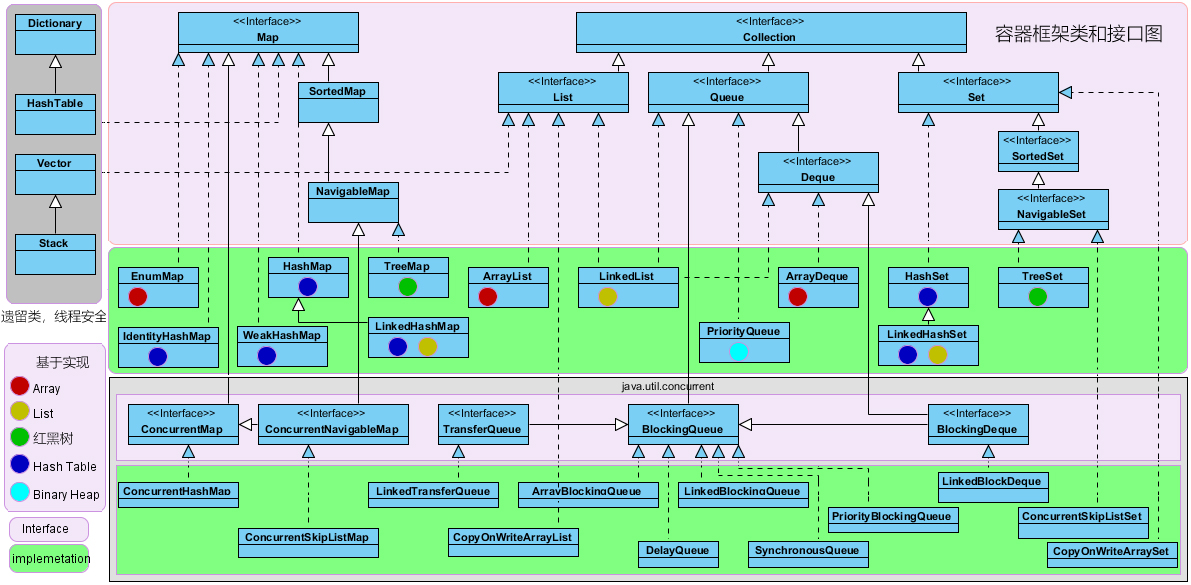 Dictionary
HashTable
Vector
Stack
遗留类，线程安全
基于实现
Array
List
红黑树
Hash Table
Binary Heap
Interface
implemetation
容器框架类和接口图
<<Interface>>
Map
<<Interface>>
Collection
SortedMap
<<Interface>>
List
<<Interface>>
Queue
<<Interface>>
Set
<<Interface>>
SortedSet
<<Interface>>
Deque
NavigableMap
<<Interface>>
NavigableSet
EnumMap
HashMap
TreeMap
ArrayList
LinkedList
ArrayDeque
HashSet
TreeSet
IdentityHashMap
WeakHashMap
LinkedHashMap
PriorityQueue
LinkedHashSet
java.util.concurrent
<<Interface>>
ConcurrentMap
<<Interface>>
ConcurrentNavigableMap
<<Interface>>
TransferQueue
<<Interface>>
BlockingQueue
<<Interface>>
BlockingDeque
ConcurrentHashMap
LinkedTransferQueue
ArrayBlockingQueue
LinkedBlockingQueue
LinkedBlockDeque
PriorityBlockingQueue
ConcurrentSkipListSet
ConcurrentSkipListMap
CopyOnWriteArrayList
DelayQueue
SynchronousQueue
CopyOnWriteArraySet